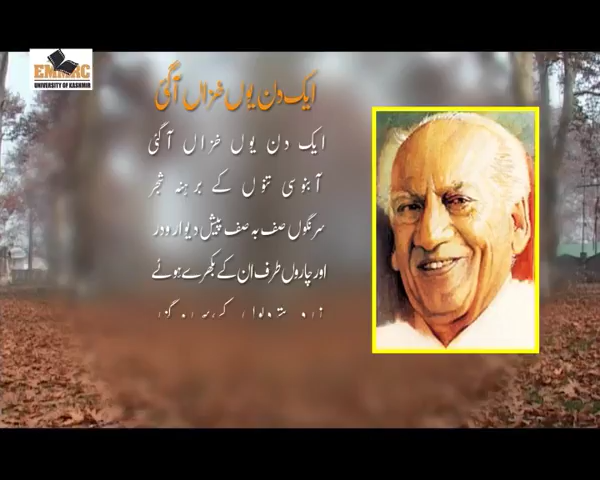 EMMRC
UNIVERSITY OF KASHMIR
ایک دن یوں خزاں آگئی
ایک دن یوں خزاں آگئی
آبنوسی تنوں کے برہنہ شجر
سرنگوں صف بہ صف پیش دیوار و در
اور چاروں طرف ان کے بکھرے ہوئے